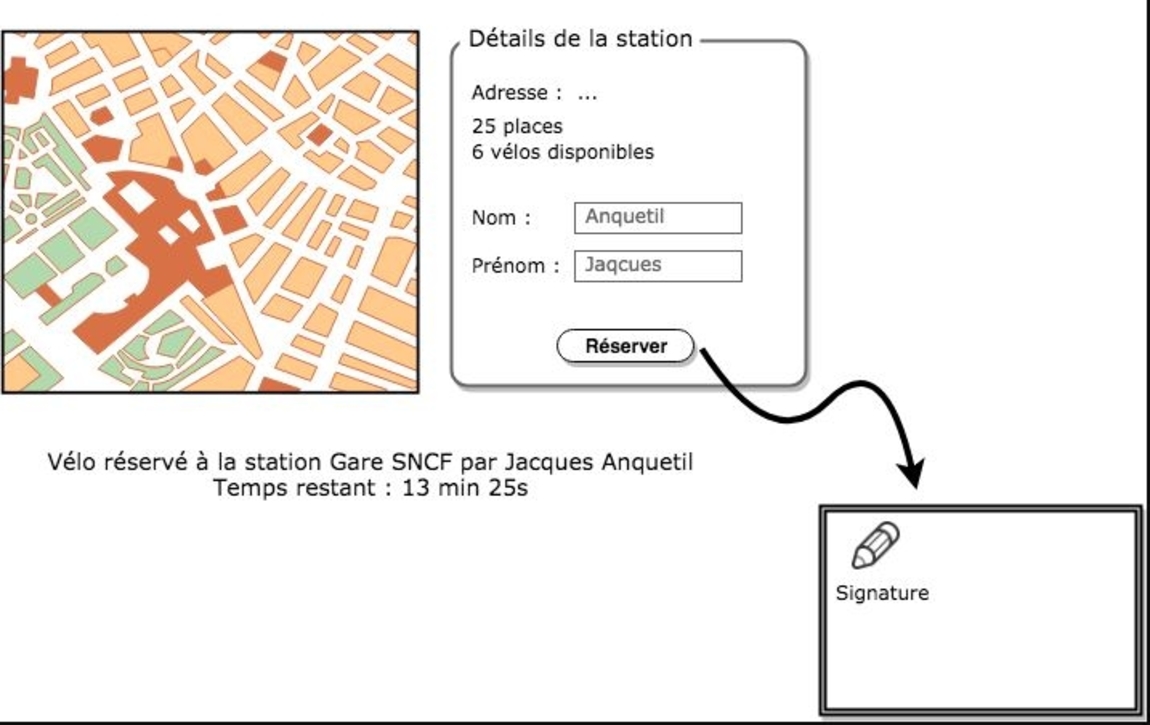 Détails de la station
Adresse : ...
25 places
6 vélos disponibles
Nom : Anquetil
Prénom : Jaqcues
Réserver
Vélo réservé à la station Gare SNCF par Jacques Anquetil
Temps restant : 13 min 25s
Signature